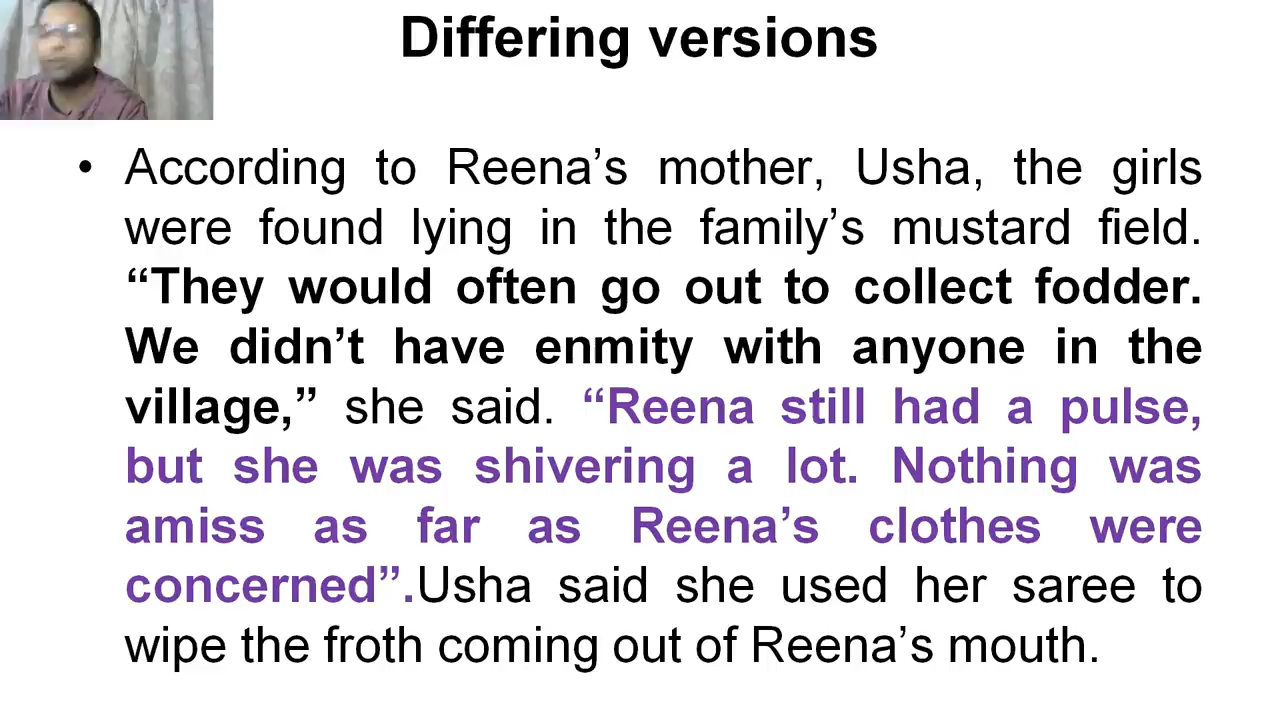 Differing versions
• According to Reena’s mother, Usha, the girls
were found lying in the family’s mustard field.
“They would often go out to collect fodder.
We didn’t have enmity with anyone in the
village,” she said. “Reena still had a pulse,
but she was shivering a lot. Nothing was
amiss as far as Reena’s clothes were
concerned”.Usha said she used her saree to
wipe the froth coming out of Reena’s mouth.